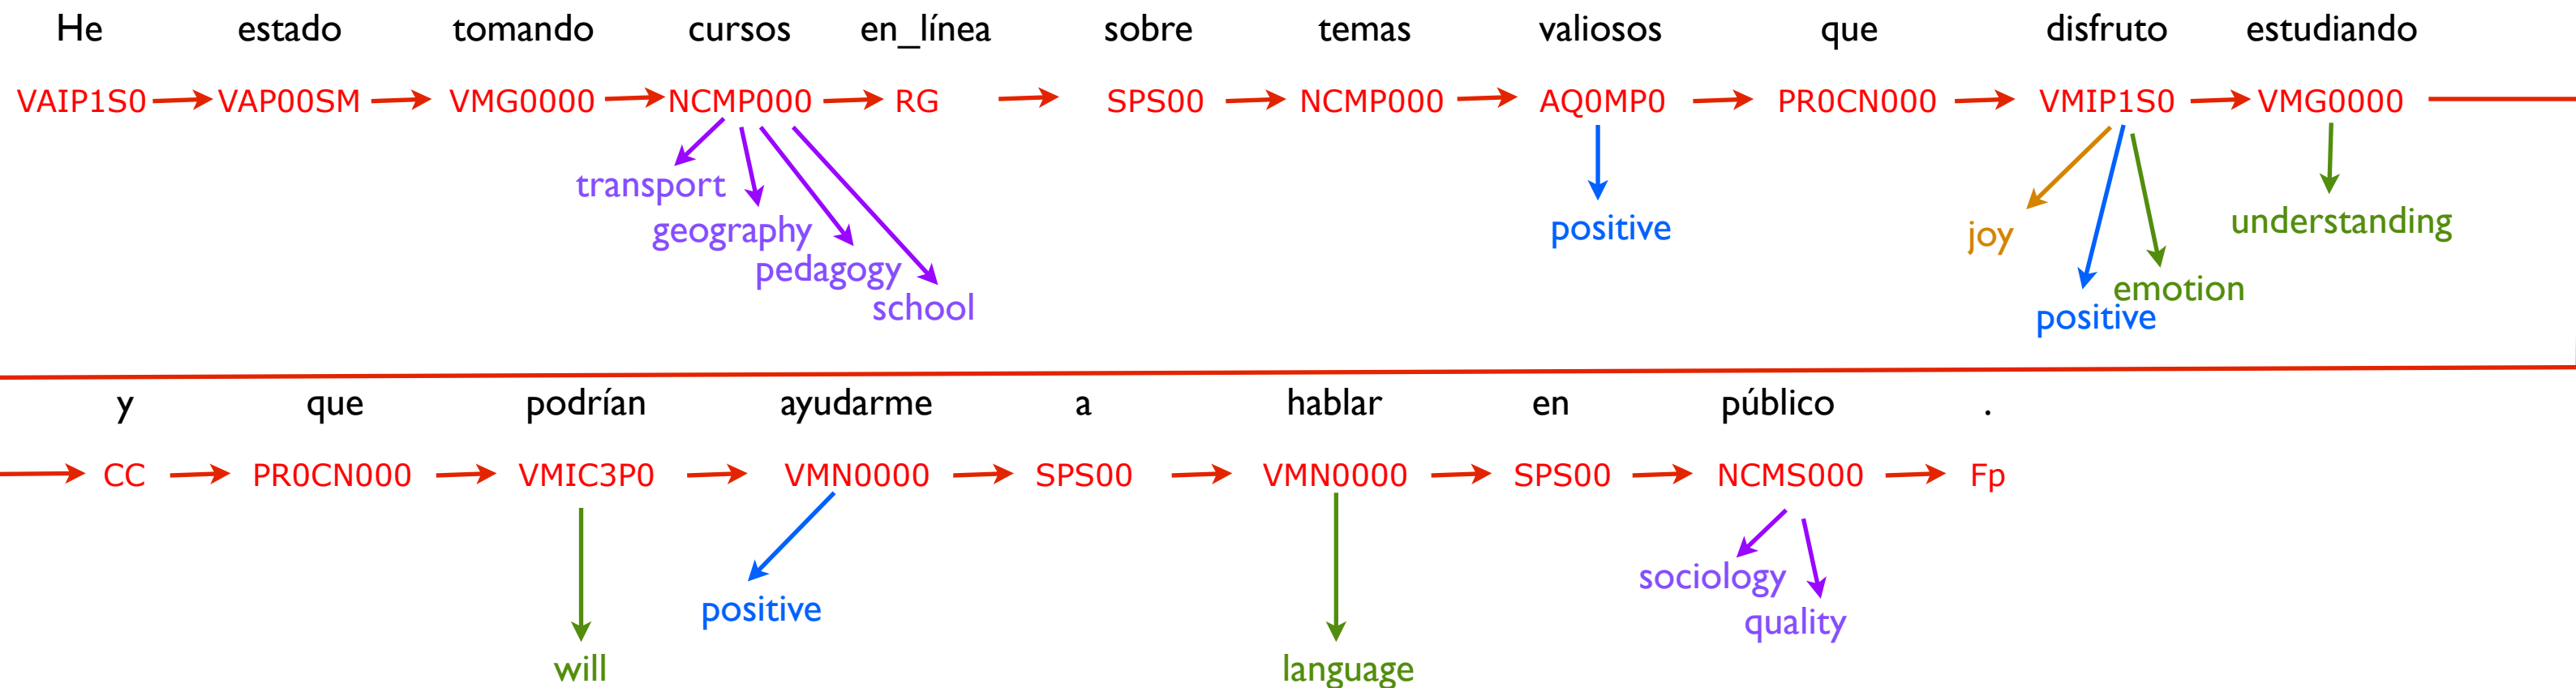 He estado tomando cursos en_línea sobre temas valiosos que disfruto estudiando
VAIP1S0 VAP00SM VMG0000 NCMP000 RG SPS00 NCMP000 AQ0MP0 PR0CN000 VMIP1S0 VMG0000
transport
geography
pedagogy
school
positive
joy
positive
emotion
understanding
y que podrían ayudarme a hablar en público .
CC PR0CN000 VMIC3P0 VMN0000 SPS00 VMN0000 SPS00 NCMS000 Fp
will
positive
language
sociology
quality